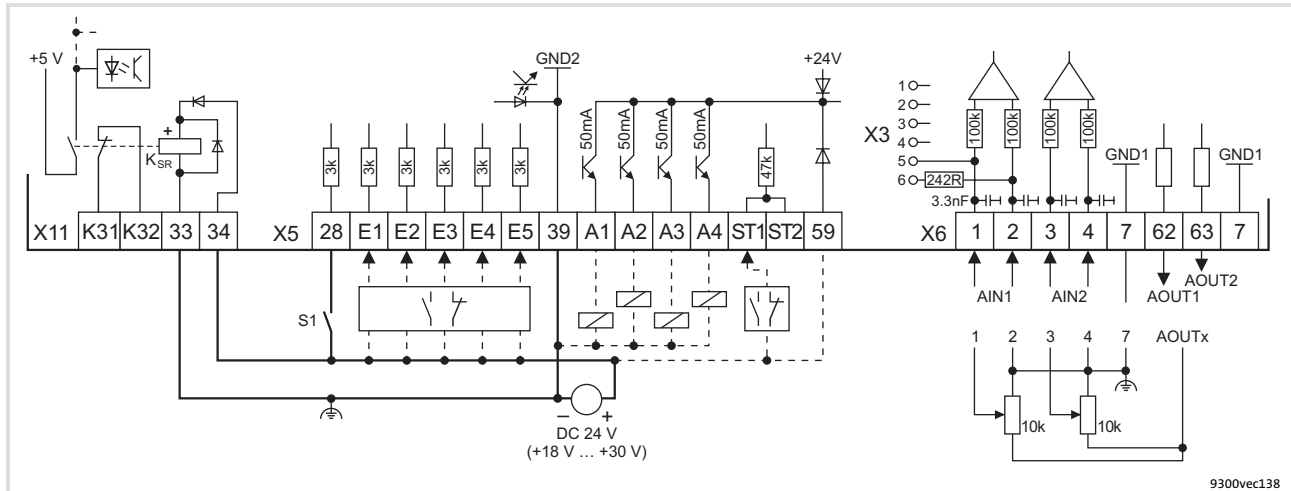 +5 V
+
K_SR
X11 K31 K32 33 34
GND2
+24V
3k 3k 3k 3k 3k 3k
50mA 50mA 50mA 50mA
47k
X5 28 E1 E2 E3 E4 E5 39 A1 A2 A3 A4 ST1 ST2 59
S1
– +
DC 24 V
(+18 V ... +30 V)
1
2
3
4
5
6
X3
242R
100k 100k 100k 100k
3.3nF
GND1 GND1
X6 1 2 3 4 7 62 63 7
AIN1 AIN2 AOUT1 AOUT2
1 2 3 4 7 AOUTx
10k 10k
9300vec138